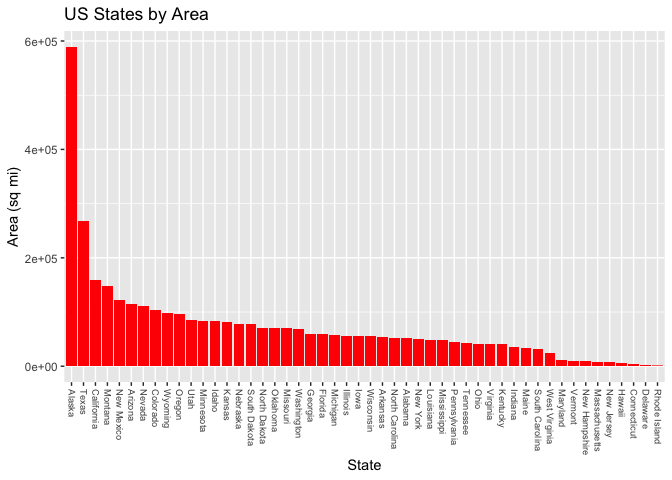 US States by Area
Area (sq mi)
6e+05
4e+05
2e+05
0e+00
Alaska
Texas
California
Montana
New Mexico
Arizona
Nevada
Colorado
Wyoming
Oregon
Utah
Minnesota
Idaho
Kansas
Nebraska
South Dakota
North Dakota
Oklahoma
Missouri
Washington
Georgia
Florida
Michigan
Illinois
Iowa
Wisconsin
Arkansas
North Carolina
Alabama
New York
Louisiana
Mississippi
Pennsylvania
Tennessee
Ohio
Virginia
Kentucky
Indiana
Maine
South Carolina
West Virginia
Maryland
Vermont
New Hampshire
Massachusetts
New Jersey
Hawaii
Connecticut
Delaware
Rhode Island
State